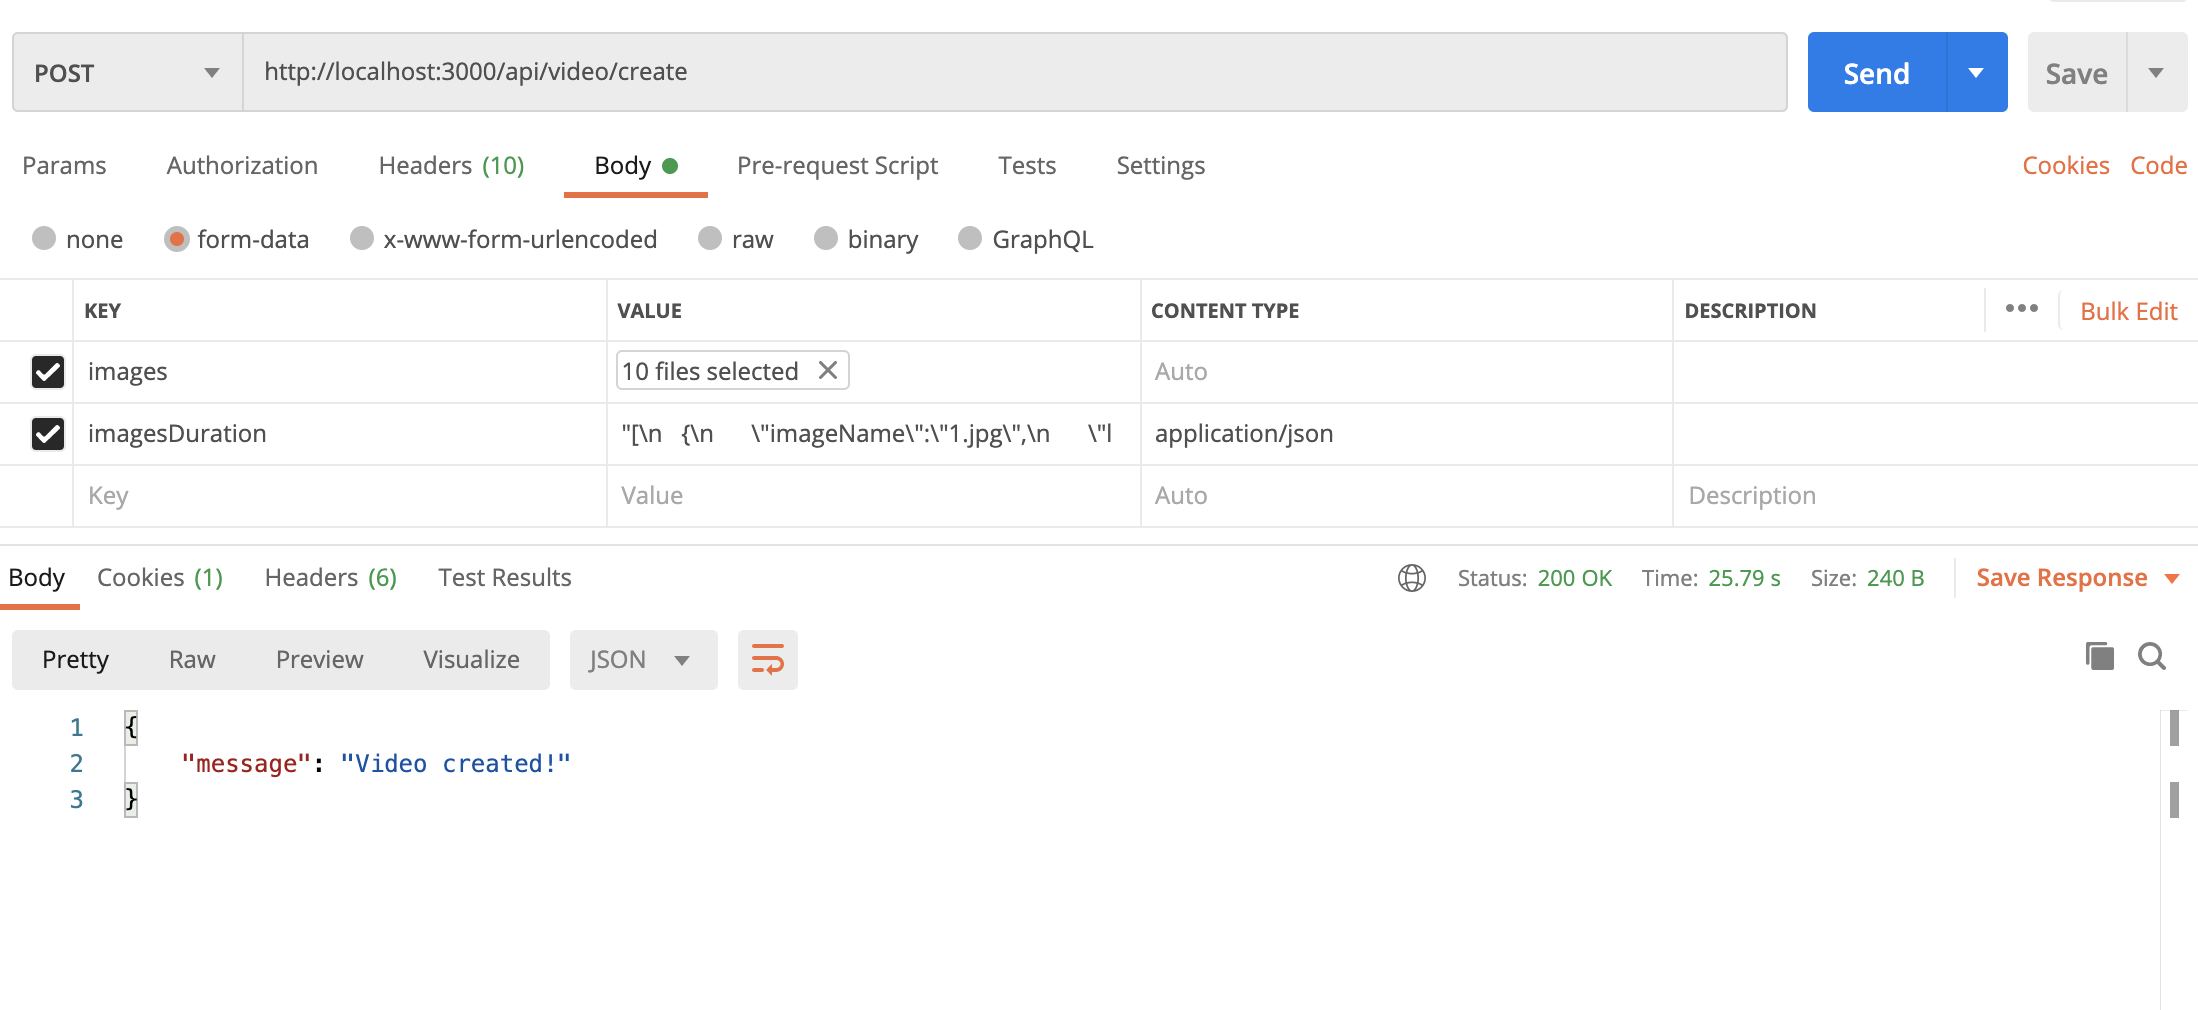 POST http://localhost:3000/api/video/create Send Save
Params Authorization Headers (10) Body Pre-request Script Tests Settings Cookies Code
none form-data x-www-form-urlencoded raw binary GraphQL
KEY VALUE CONTENT TYPE DESCRIPTION ••• Bulk Edit
images 10 files selected Auto
imagesDuration "[\n {\n \"imageName\":\"1.jpg\",\n \"l application/json
Key Value Auto Description
Body Cookies (1) Headers (6) Test Results Status: 200 OK Time: 25.79 s Size: 240 B Save Response
Pretty Raw Preview Visualize JSON
1 {
2 "message": "Video created!"
3 }